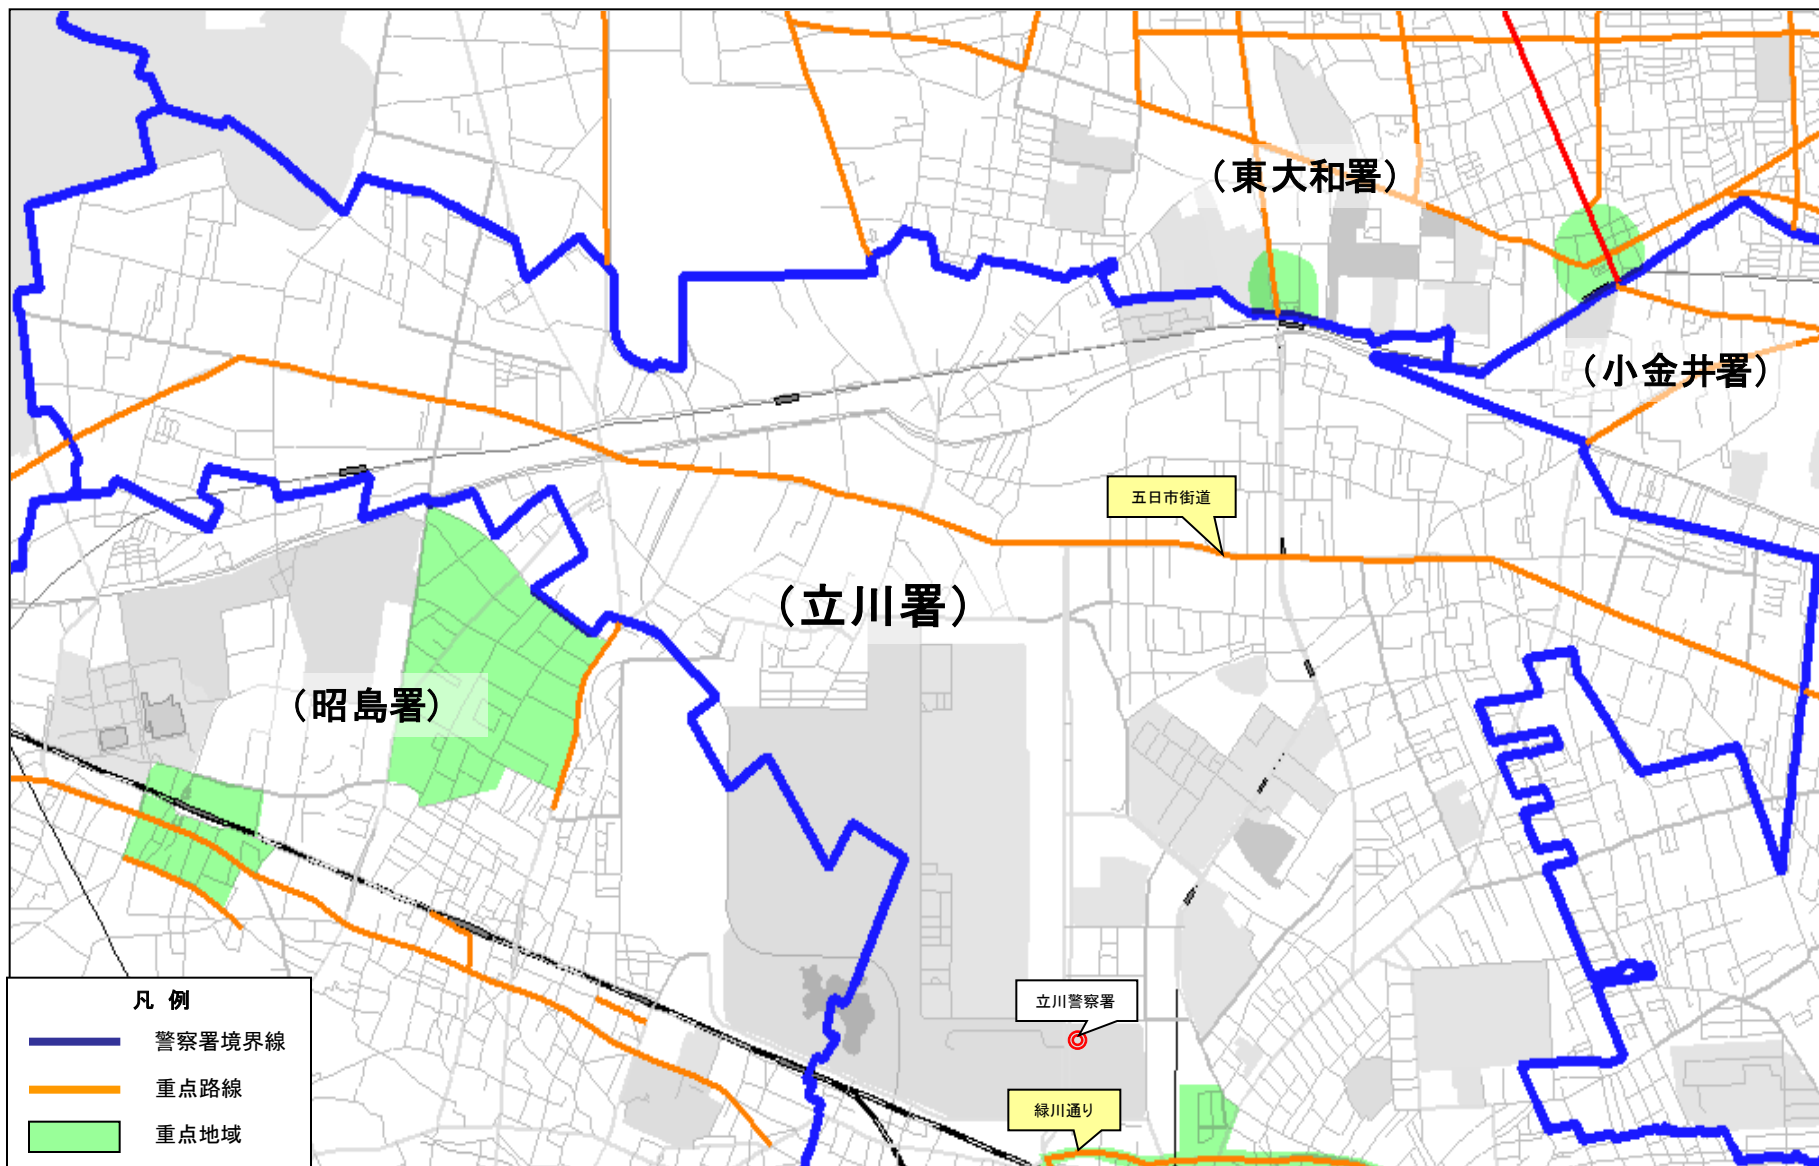 （東大和署）
（小金井署）
五日市街道
（立川署）
（昭島署）
立川警察署
緑川通り
凡 例
警察署境界線
重点路線
重点地域